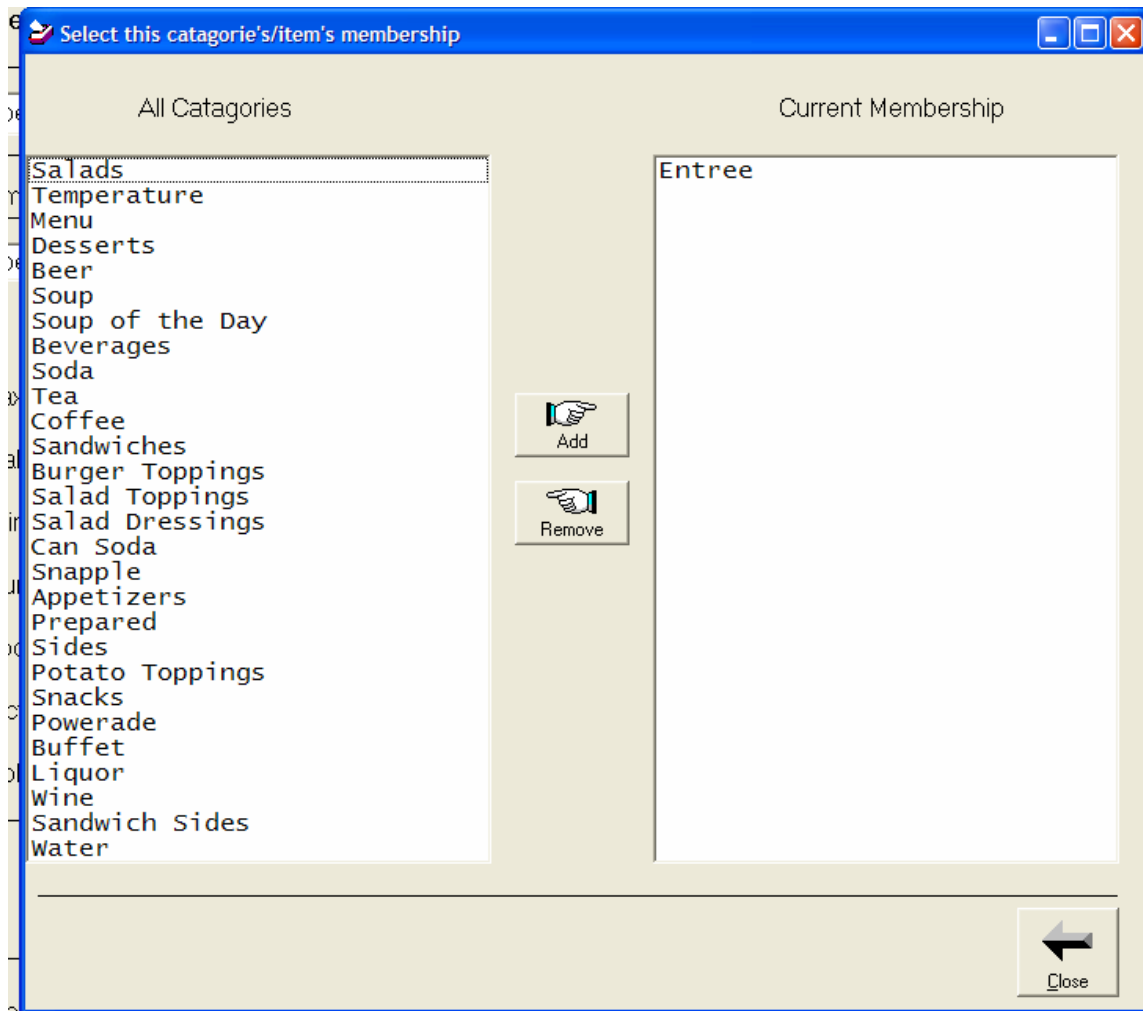 Select this catagorie's/item's membership
All Catagories
Current Membership
Salads
Temperature
Menu
Desserts
Beer
Soup
Soup of the Day
Beverages
Soda
Tea
Coffee
Sandwiches
Burger Toppings
Salad Toppings
Salad Dressings
Can Soda
Snapple
Appetizers
Prepared
Sides
Potato Toppings
Snacks
Powerade
Buffet
Liquor
Wine
Sandwich Sides
Water
Add
Remove
Entree
Close